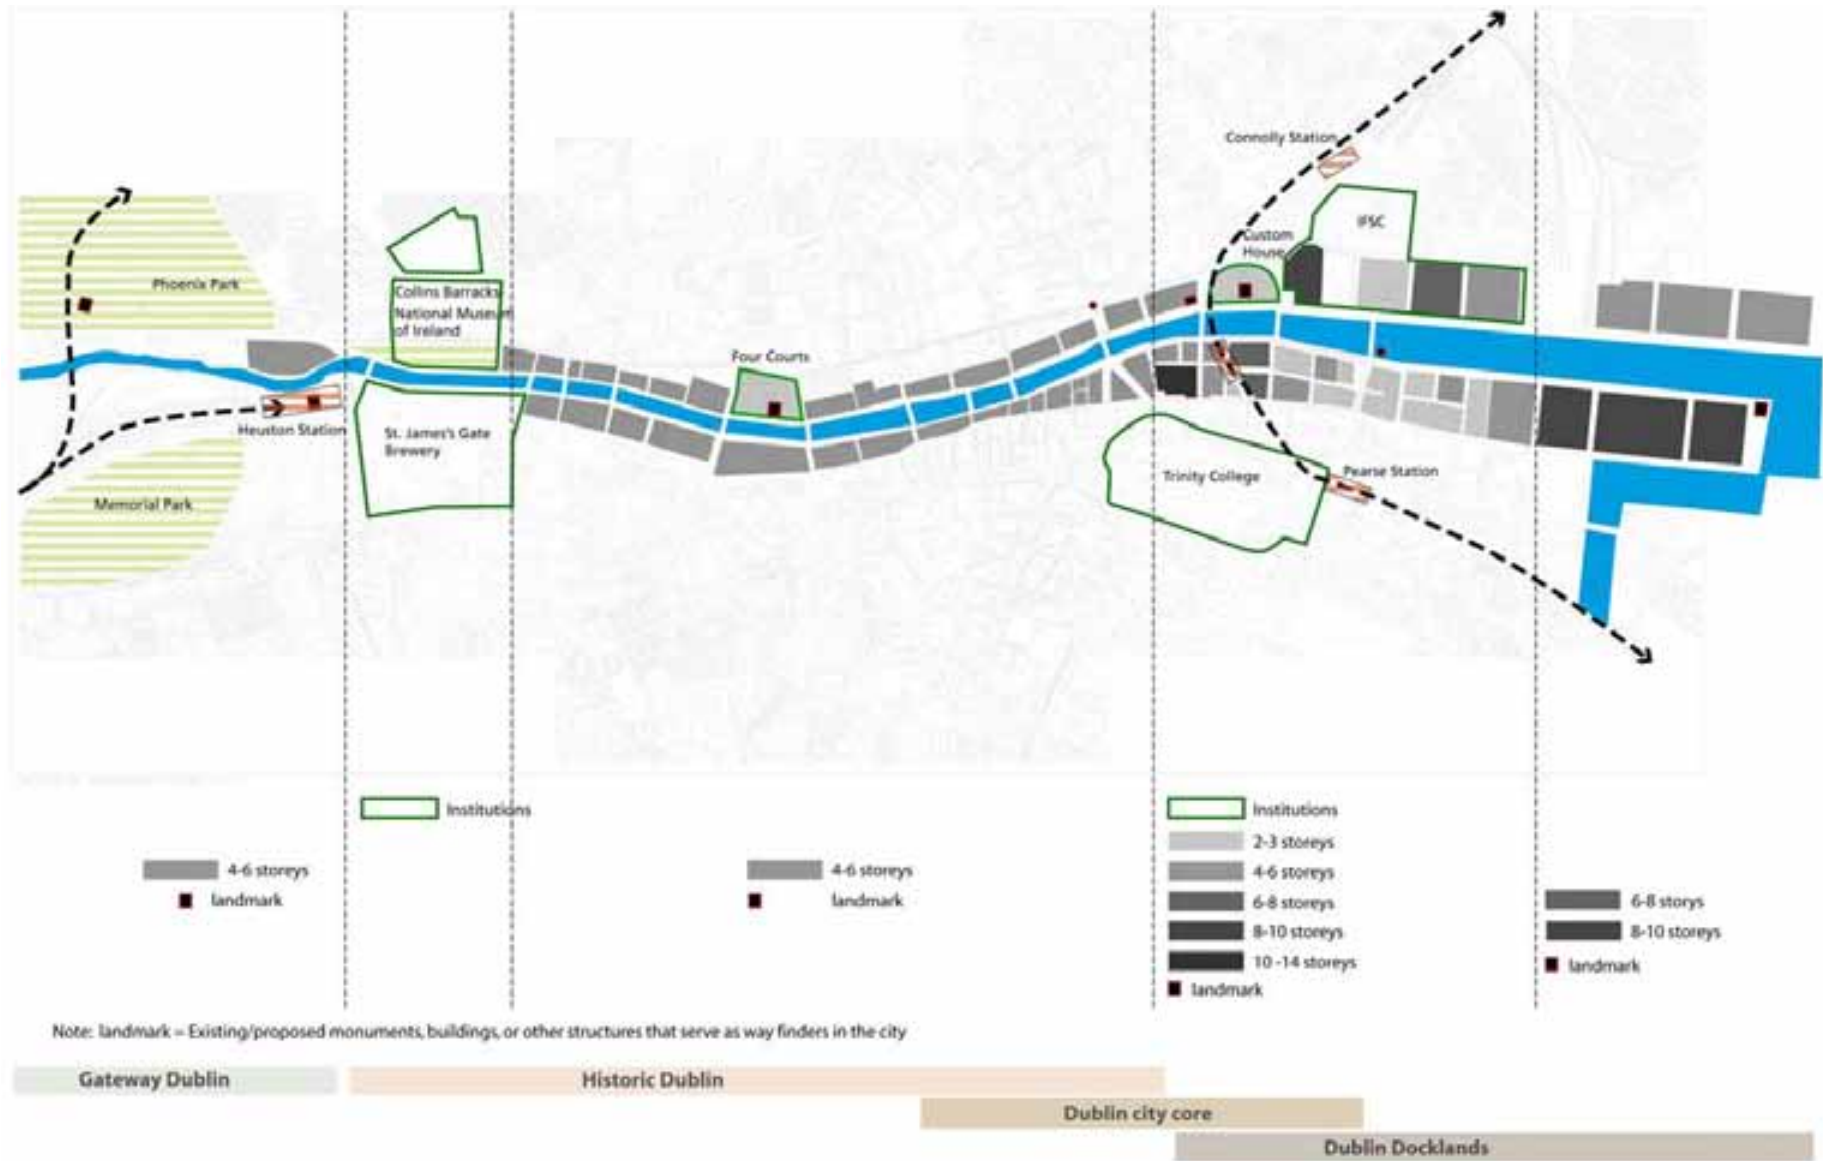 Connolly Station
IFSC
Custom
House
Phoenix Park
Collins Barracks
National Museum
of Ireland
Four Courts
Heuston Station
St. James's Gate
Brewery
Memorial Park
Trinity College
Pearse Station
Institutions
4-6 storeys
landmark
4-6 storeys
landmark
Institutions
2-3 storeys
4-6 storeys
6-8 storeys
8-10 storeys
10 -14 storeys
landmark
6-8 storys
8-10 storeys
landmark
Note: landmark = Existing/proposed monuments, buildings, or other structures that serve as way finders in the city
Gateway Dublin
Historic Dublin
Dublin city core
Dublin Docklands